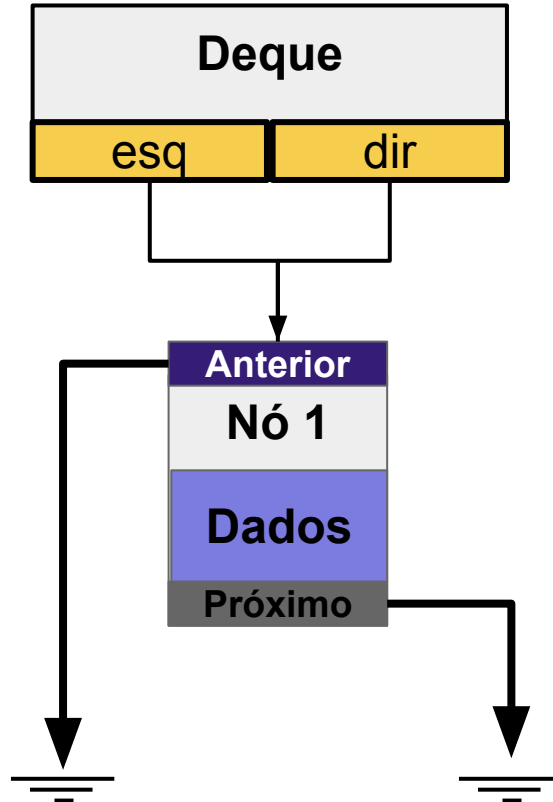 Deque
esq dir
Anterior
Nó 1
Dados
Próximo